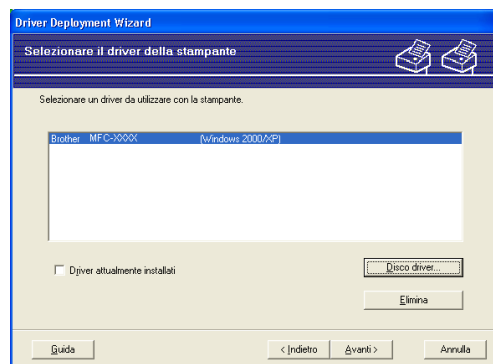 Driver Deployment Wizard
Selezionare il driver della stampante
Selezionare un driver da utilizzare con la stampante.
Brother MFC-XXXX (Windows 2000/XP)
Driver attualmente installati
Disco driver...
Elimina
Guida
< Indietro
Avanti >
Annulla